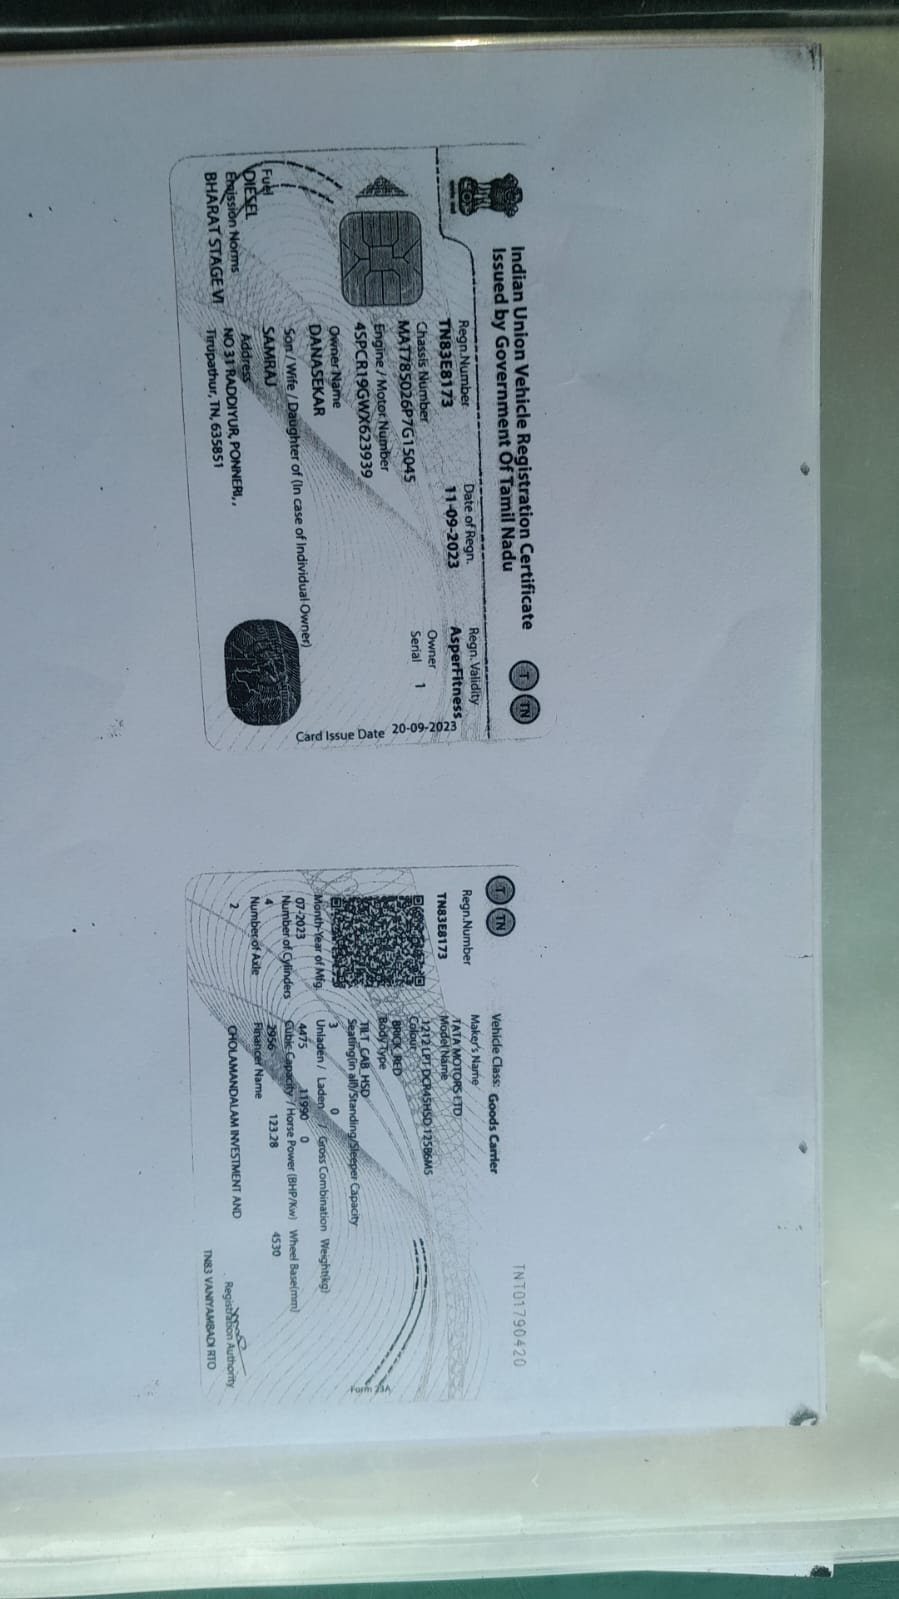 Indian Union Vehicle Registration Certificate
Issued by Government Of Tamil Nadu
T TN
Regn.Number Date of Regn. Regn. Validity
TN83E8173 11-09-2023 AsperFitness
Chassis Number Owner
MAT785026P7G15045 Serial 1
Engine / Motor Number
4SPCR19GWX623939
Owner Name
DANASEKAR
Son / Wife / Daughter of (In case of Individual Owner)
SAMRAJ
Fuel
DIESEL
Emission Norms
BHARAT STAGE VI
Address
NO 31 RADDIYUR, PONNERI, ,
Tirupathur, TN, 635851
Card Issue Date 20-09-2023
T TN
Vehicle Class: Goods Carrier
TNT01790420
Regn.Number
TN83E8173
Maker's Name
TATA MOTORS LTD
Model Name
1212 LPT DCR45HSD 125B6M5
Colour
BRICK RED
Body Type
TILT CAB HSD
Seating(in all)/Standing/Sleeper Capacity
3 0
Month-Year of Mfg.
07-2023
Unladen / Laden / Gross Combination Weight(kg)
4475 11990 0
Number of Cylinders
4
Cubic Capacity / Horse Power (BHP/Kw) Wheel Base(mm)
2956 123.28 4530
Number of Axle
2
Financer Name
CHOLAMANDALAM INVESTMENT AND
Registration Authority
TN83 VANIYAMBADI RTO
Form 23A